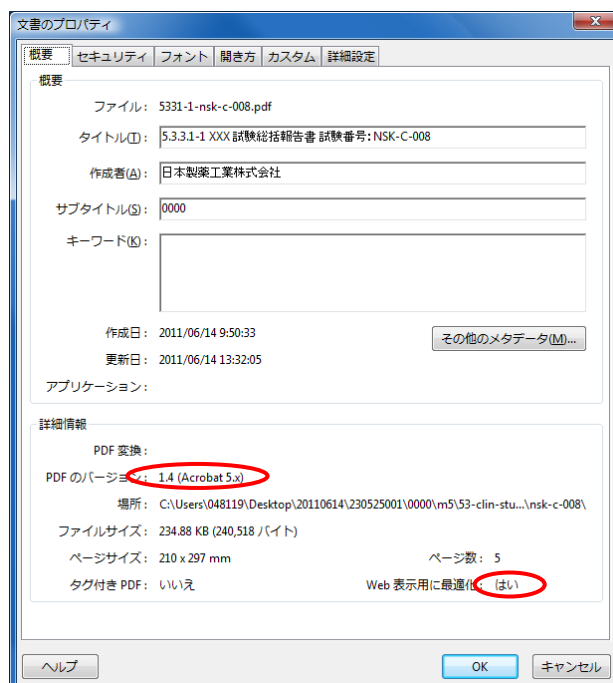 文書のプロパティ
概要 セキュリティ フォント 開き方 カスタム 詳細設定
概要
ファイル: 5331-1-nsk-c-008.pdf
タイトル(T): 5.3.3.1-1 XXX 試験総括報告書 試験番号: NSK-C-008
作成者(A): 日本製薬工業株式会社
サブタイトル(S): 0000
キーワード(K):
作成日: 2011/06/14 9:50:33
その他のメタデータ(M)...
更新日: 2011/06/14 13:32:05
アプリケーション:
詳細情報
PDF 変換:
PDF のバージョン: 1.4 (Acrobat 5.x)
場所: C:\Users\048119\Desktop\20110614\230525001\0000\m5\53-clin-stu...\nsk-c-008\
ファイルサイズ: 234.88 KB (240,518 バイト)
ページサイズ: 210 x 297 mm ページ数: 5
タグ付き PDF: いいえ Web 表示用に最適化: はい
ヘルプ OK キャンセル